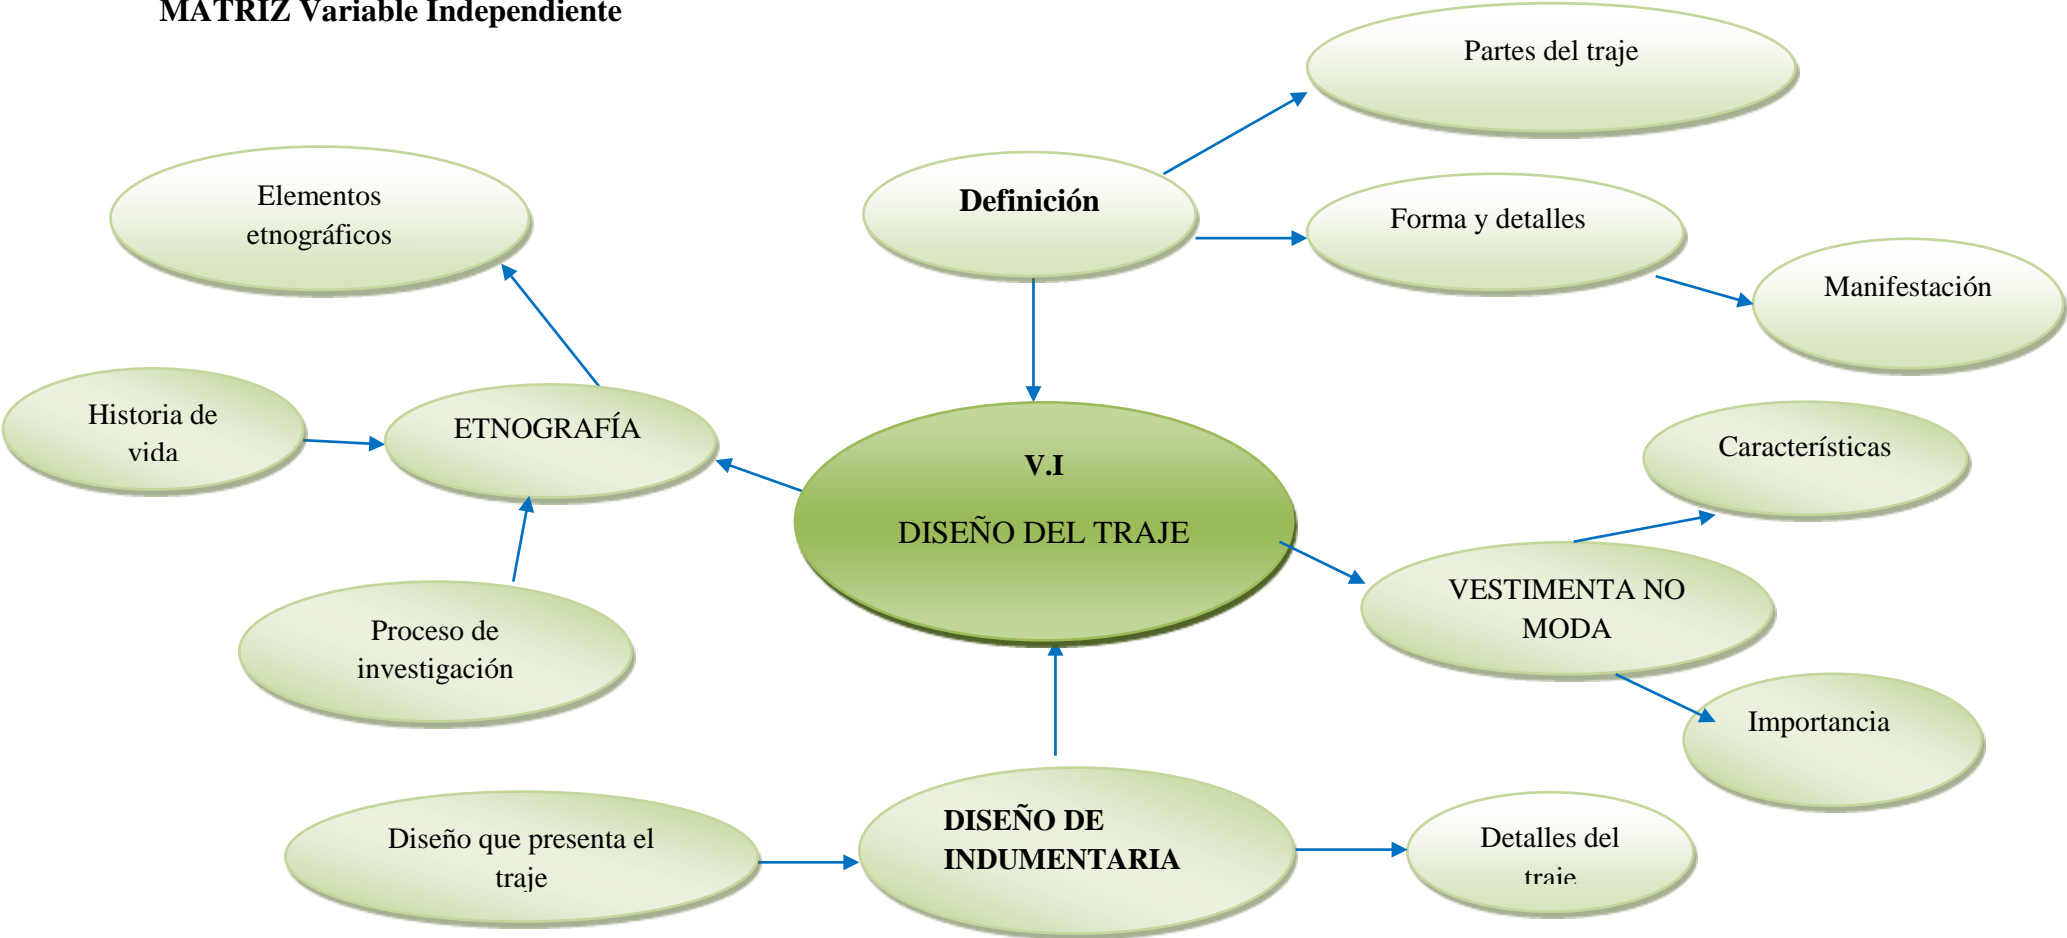 MATRIZ Variable Independiente
Partes del traje
Definición
Forma y detalles
Manifestación
Elementos
etnográficos
Historia de
vida
ETNOGRAFÍA
V.I
DISEÑO DEL TRAJE
Características
VESTIMENTA NO
MODA
Importancia
Proceso de
investigación
Diseño que presenta el
traje
DISEÑO DE
INDUMENTARIA
Detalles del
traje